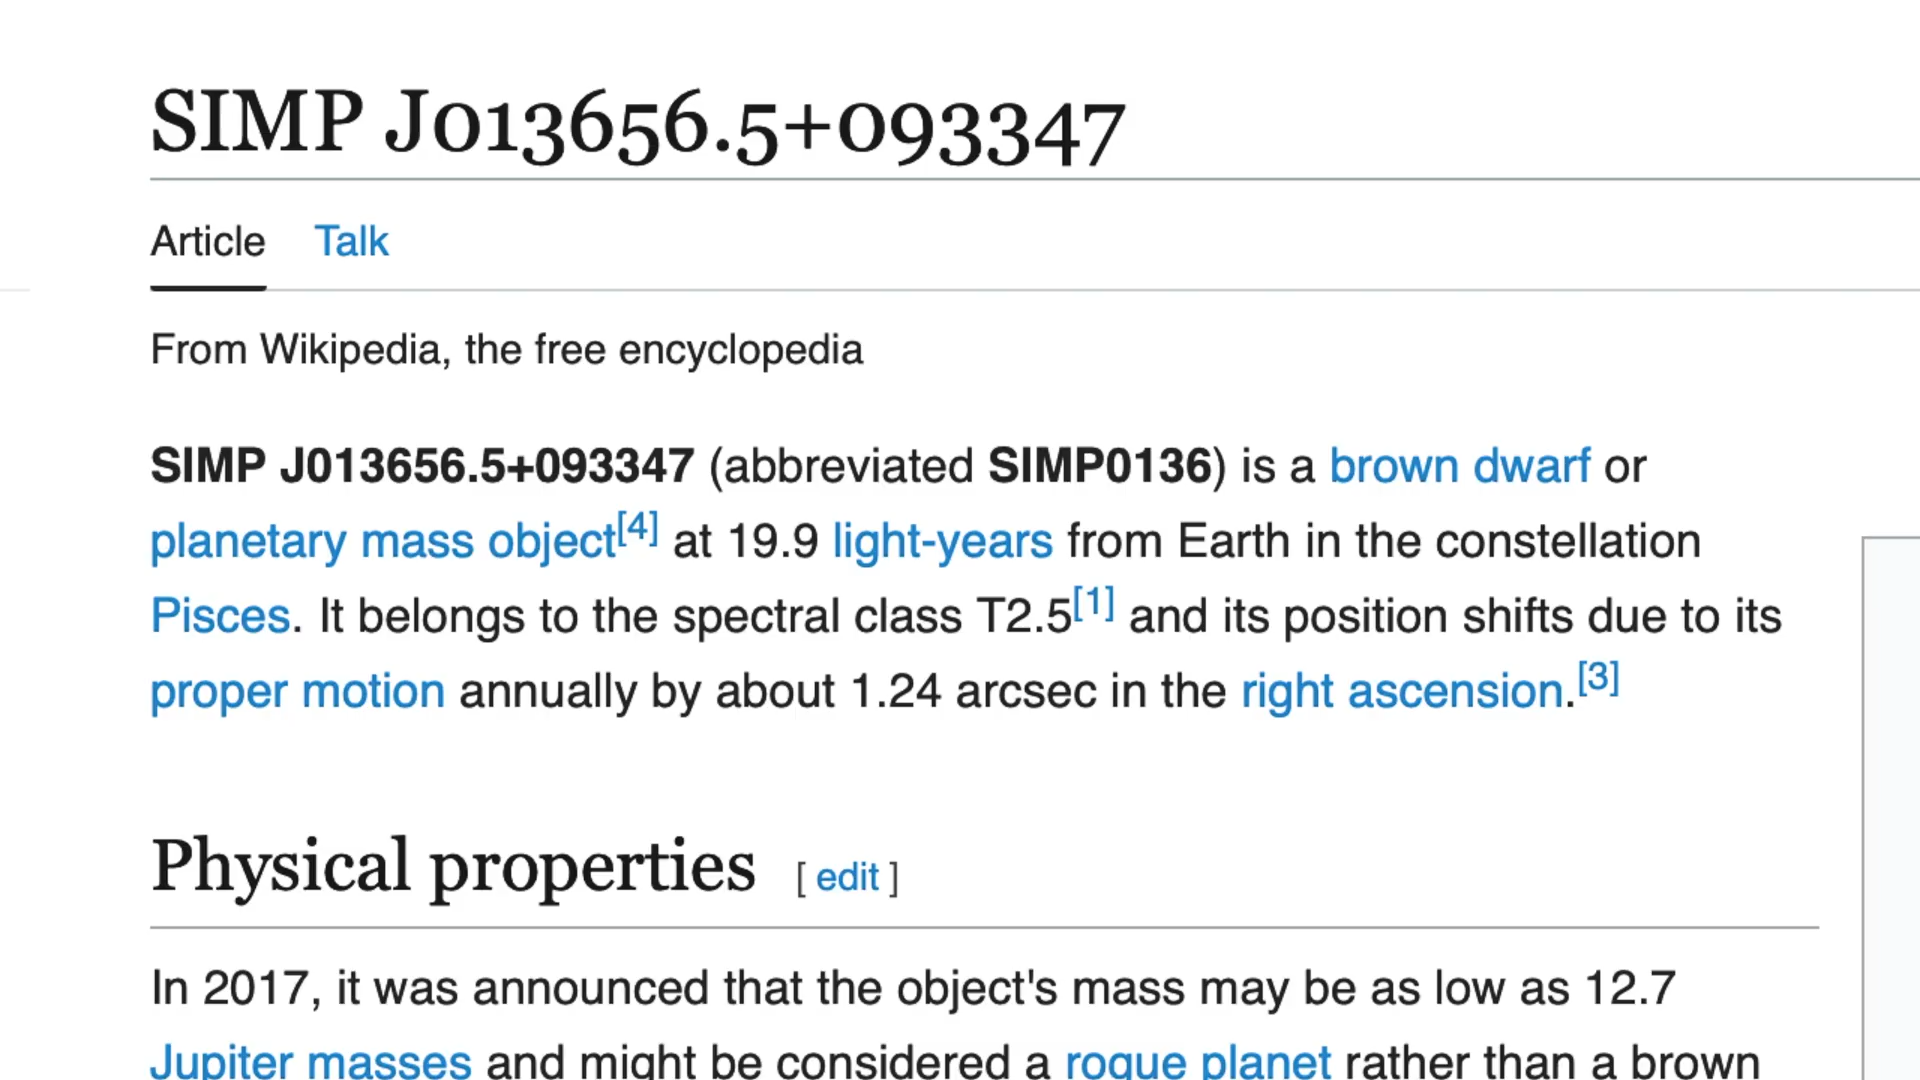 SIMP J013656.5+093347
Article Talk
From Wikipedia, the free encyclopedia
SIMP J013656.5+093347 (abbreviated SIMP0136) is a brown dwarf or
planetary mass object[4] at 19.9 light-years from Earth in the constellation
Pisces. It belongs to the spectral class T2.5[1] and its position shifts due to its
proper motion annually by about 1.24 arcsec in the right ascension.[3]
Physical properties [ edit ]
In 2017, it was announced that the object's mass may be as low as 12.7
Jupiter masses and might be considered a rogue planet rather than a brown